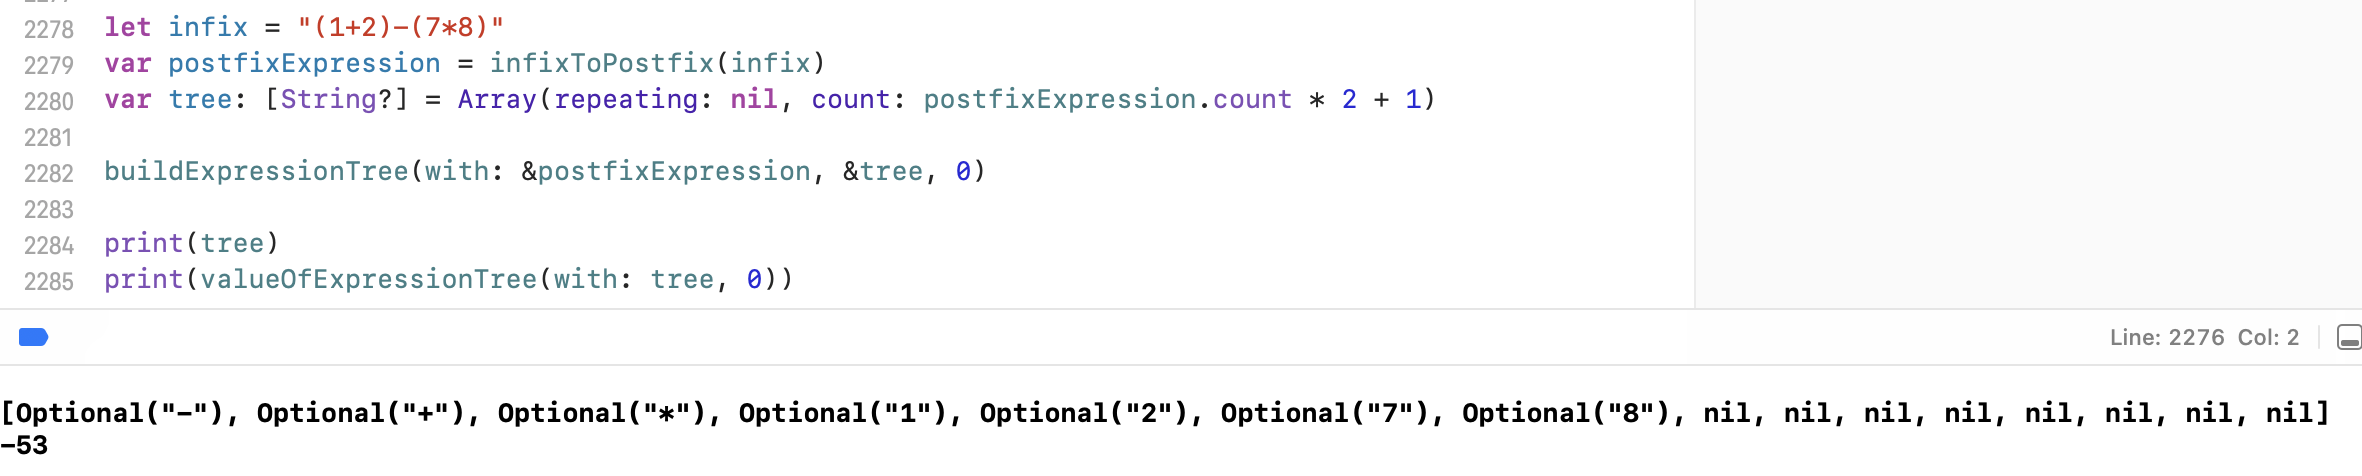 2278 let infix = "(1+2)-(7*8)"
2279 var postfixExpression = infixToPostfix(infix)
2280 var tree: [String?] = Array(repeating: nil, count: postfixExpression.count * 2 + 1)
2281
2282 buildExpressionTree(with: &postfixExpression, &tree, 0)
2283
2284 print(tree)
2285 print(valueOfExpressionTree(with: tree, 0))
Line: 2276 Col: 2
[Optional("-"), Optional("+"), Optional("*"), Optional("1"), Optional("2"), Optional("7"), Optional("8"), nil, nil, nil, nil, nil, nil, nil, nil]
-53